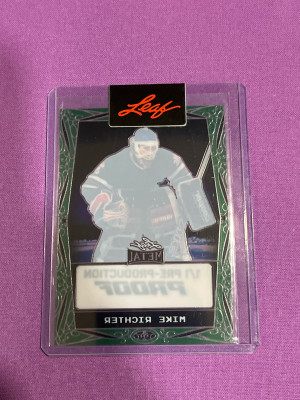 Leaf
METAL
1/1 PRE-PRODUCTION
PROOF
MIKE RICHTER